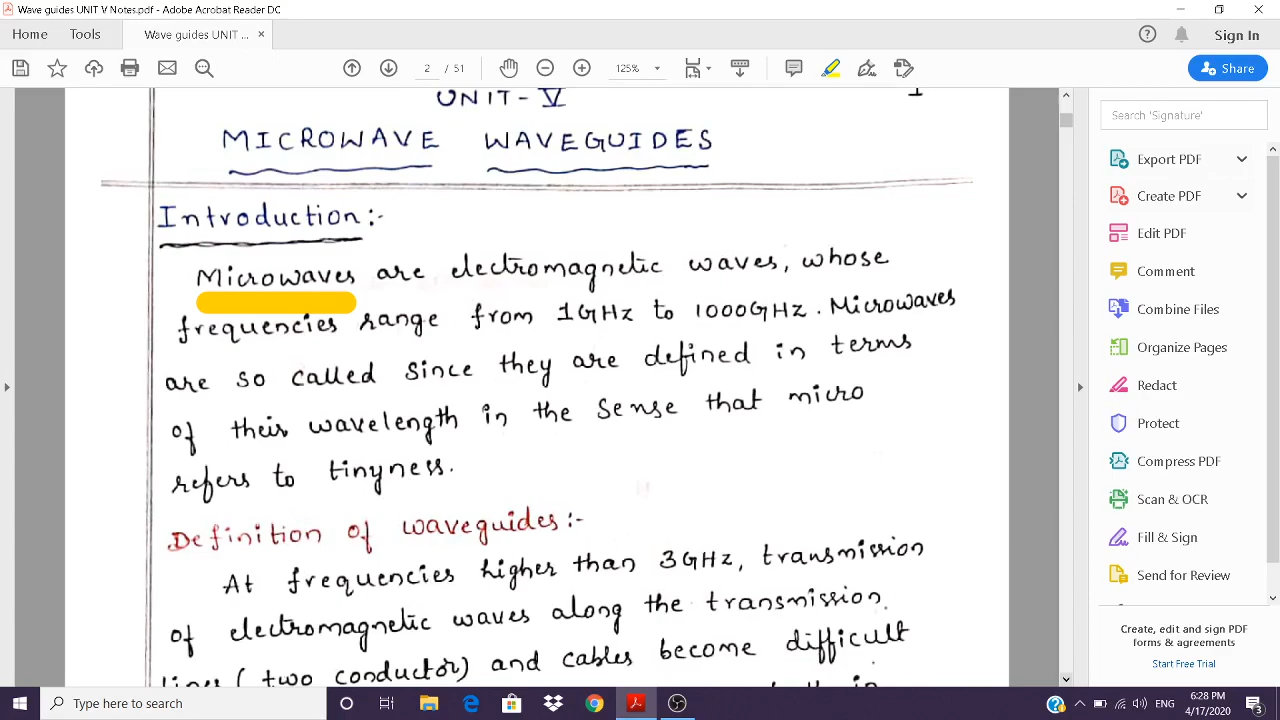 Wave guides UNIT V Notes.pdf - Adobe Acrobat Reader DC
Home Tools Wave guides UNIT ... × Sign In
2 / 51 125% Share
UNIT - V 1
MICROWAVE WAVEGUIDES
Introduction :-
Microwaves are electromagnetic waves, whose
frequencies range from 1GHz to 1000GHz. Microwaves
are so called since they are defined in terms
of their wavelength in the sense that micro
refers to tinyness.
Definition of waveguides :-
At frequencies higher than 3GHz, transmission
of electromagnetic waves along the transmission
lines (two conductor) and cables become difficult
Search 'Signature'
Export PDF
Create PDF
Edit PDF
Comment
Combine Files
Organize Pages
Redact
Protect
Compress PDF
Scan & OCR
Fill & Sign
Send for Review
Create, edit and sign PDF
forms & agreements
Start Free Trial
Type here to search
ENG
6:28 PM
4/17/2020
3